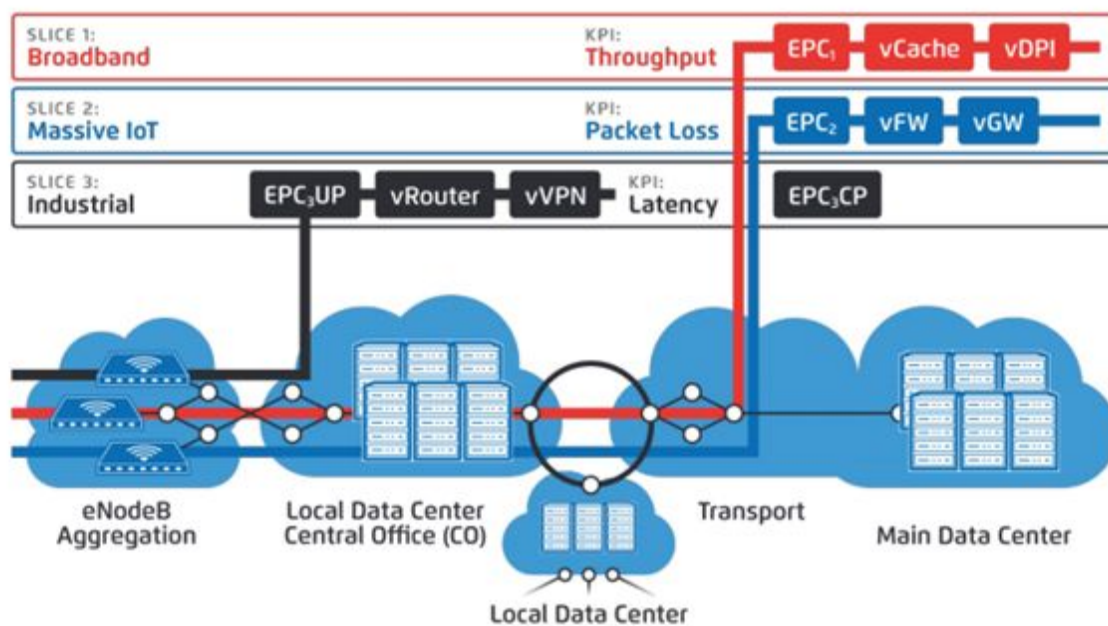 SLICE 1:
Broadband
KPI:
Throughput
EPC₁
vCache
vDPI
SLICE 2:
Massive IoT
KPI:
Packet Loss
EPC₂
vFW
vGW
SLICE 3:
Industrial
EPC₃UP
vRouter
vVPN
KPI:
Latency
EPC₃CP
eNodeB
Aggregation
Local Data Center
Central Office (CO)
Transport
Main Data Center
Local Data Center